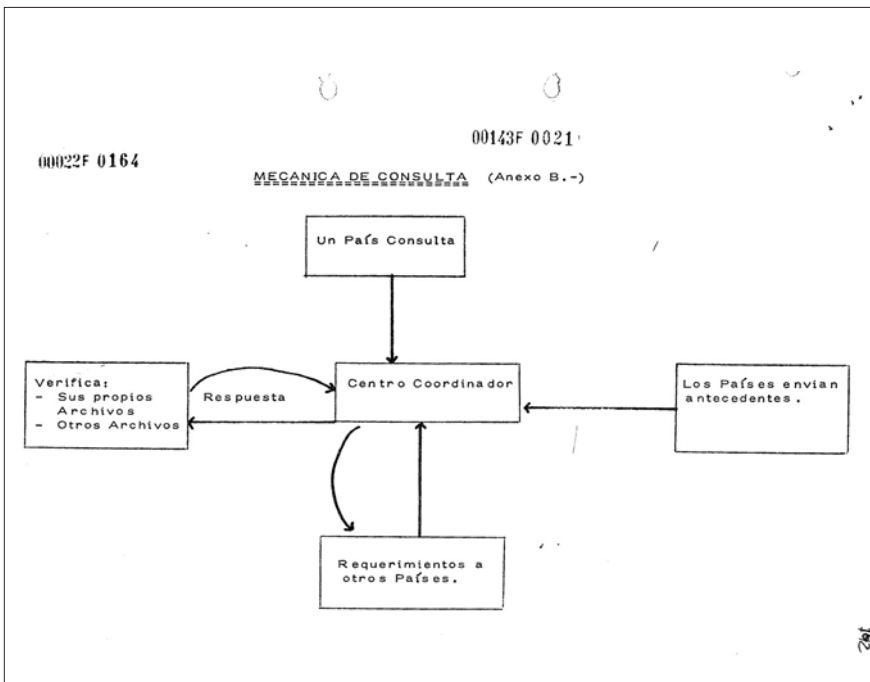 00143F 0021
00022F 0164
MECANICA DE CONSULTA (Anexo B.-)
Un País Consulta
Verifica:
- Sus propios
Archivos
- Otros Archivos
Respuesta
Centro Coordinador
Los Países envian
antecedentes.
Requerimientos a
otros Países.